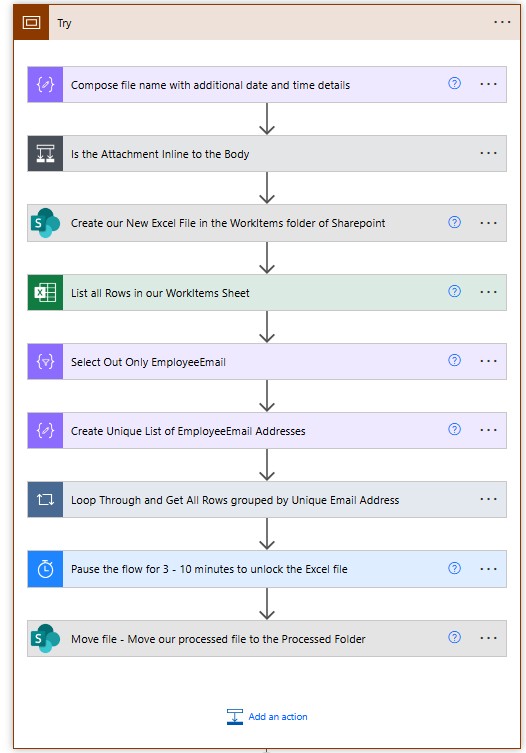 Try
Compose file name with additional date and time details
Is the Attachment Inline to the Body
Create our New Excel File in the WorkItems folder of Sharepoint
List all Rows in our WorkItems Sheet
Select Out Only EmployeeEmail
Create Unique List of EmployeeEmail Addresses
Loop Through and Get All Rows grouped by Unique Email Address
Pause the flow for 3 - 10 minutes to unlock the Excel file
Move file - Move our processed file to the Processed Folder
Add an action